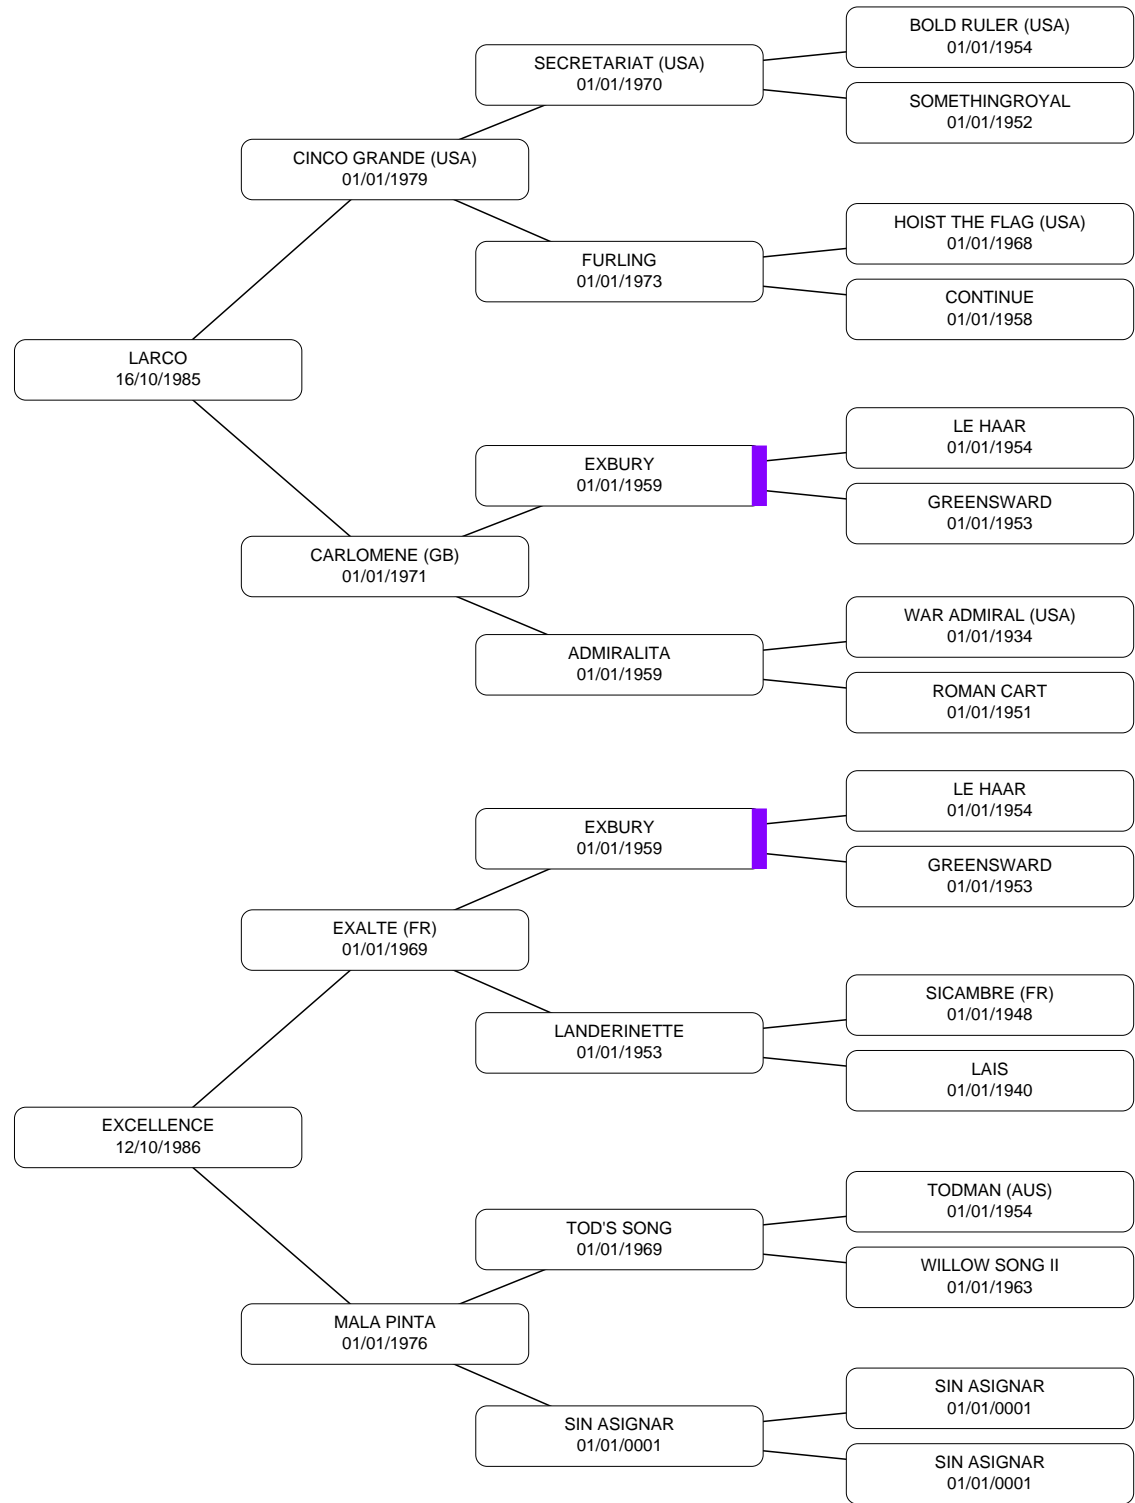 BOLD RULER (USA)
01/01/1954
SECRETARIAT (USA)
01/01/1970
SOMETHINGROYAL
01/01/1952
CINCO GRANDE (USA)
01/01/1979
HOIST THE FLAG (USA)
01/01/1968
FURLING
01/01/1973
CONTINUE
01/01/1958
LARCO
16/10/1985
LE HAAR
01/01/1954
EXBURY
01/01/1959
GREENSWARD
01/01/1953
CARLOMENE (GB)
01/01/1971
WAR ADMIRAL (USA)
01/01/1934
ADMIRALITA
01/01/1959
ROMAN CART
01/01/1951
LE HAAR
01/01/1954
EXBURY
01/01/1959
GREENSWARD
01/01/1953
EXALTE (FR)
01/01/1969
SICAMBRE (FR)
01/01/1948
LANDERINETTE
01/01/1953
LAIS
01/01/1940
EXCELLENCE
12/10/1986
TODMAN (AUS)
01/01/1954
TOD'S SONG
01/01/1969
WILLOW SONG II
01/01/1963
MALA PINTA
01/01/1976
SIN ASIGNAR
01/01/0001
SIN ASIGNAR
01/01/0001
SIN ASIGNAR
01/01/0001